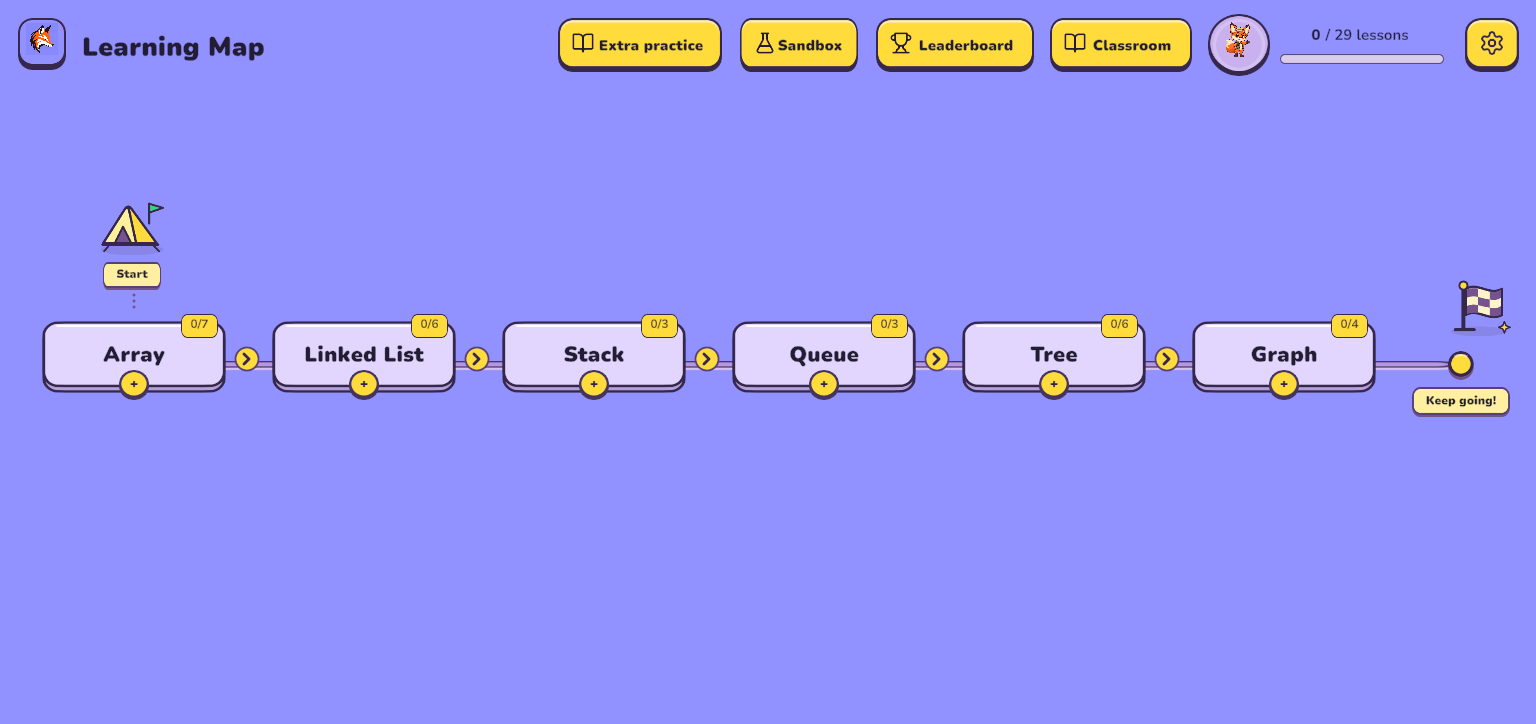 Learning Map
Extra practice
Sandbox
Leaderboard
Classroom
0 / 29 lessons
Start
0/7
Array
+
0/6
Linked List
+
0/3
Stack
+
0/3
Queue
+
0/6
Tree
+
0/4
Graph
+
Keep going!